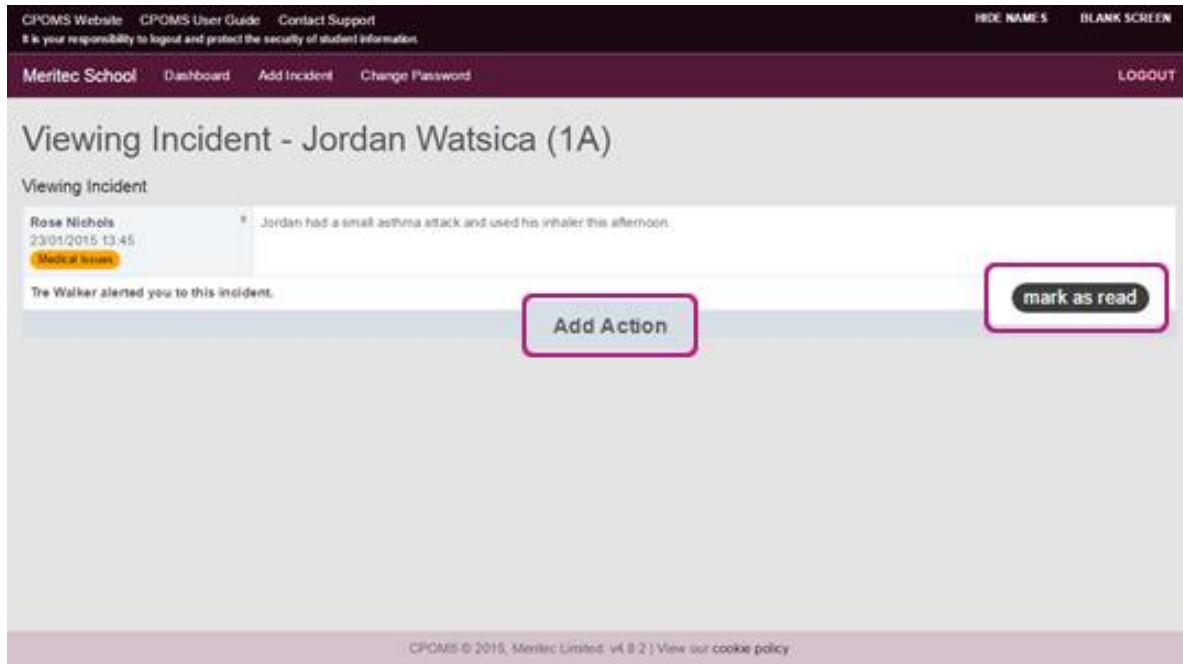 CPOMS Website CPOMS User Guide Contact Support HIDE NAMES BLANK SCREEN
It is your responsibility to logout and protect the security of student information.
Meritec School Dashboard Add Incident Change Password LOGOUT
Viewing Incident - Jordan Watsica (1A)
Viewing Incident
Rose Nichols
23/01/2015 13:45
Medical Issues
Jordan had a small asthma attack and used his inhaler this afternoon.
Tre Walker alerted you to this incident.
mark as read
Add Action
CPOMS © 2015, Meritec Limited. v4.8.2 | View our cookie policy